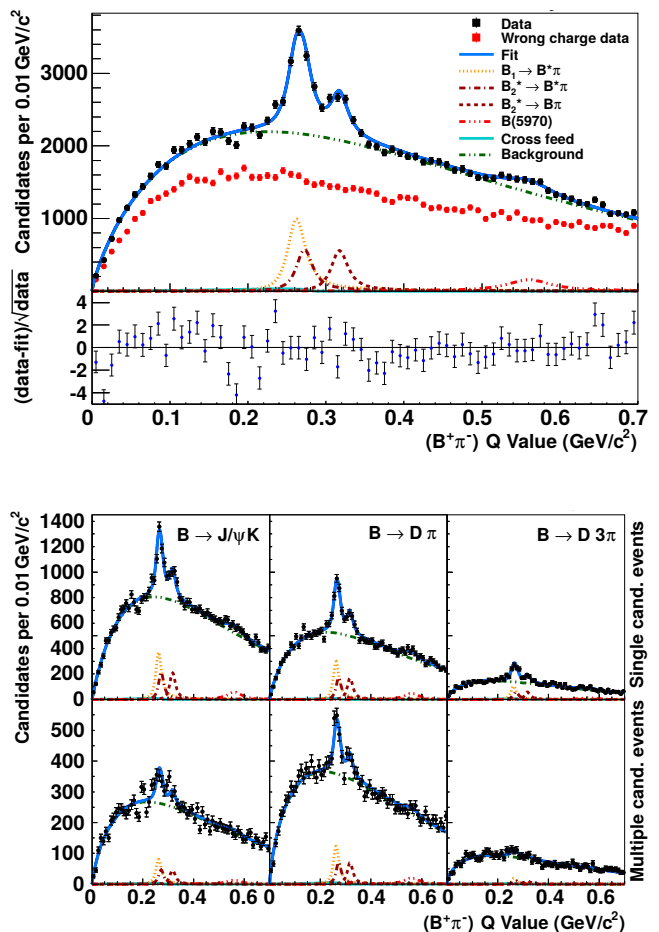 Candidates per 0.01 GeV/c²
3000
2000
1000
Data
Wrong charge data
Fit
B₁ → B*π
B₂* → B*π
B₂* → Bπ
B(5970)
Cross feed
Background
(data-fit)/√data
4
2
0
-2
-4
0 0.1 0.2 0.3 0.4 0.5 0.6 0.7
(B⁺π⁻) Q Value (GeV/c²)
Candidates per 0.01 GeV/c²
1400
1200
1000
800
600
400
200
0
B → J/ψK
B → D π
B → D 3π
Single cand. events
400
300
200
100
0
Multiple cand. events
0 0.2 0.4 0.6 0 0.2 0.4 0.6 0 0.2 0.4 0.6
(B⁺π⁻) Q Value (GeV/c²)